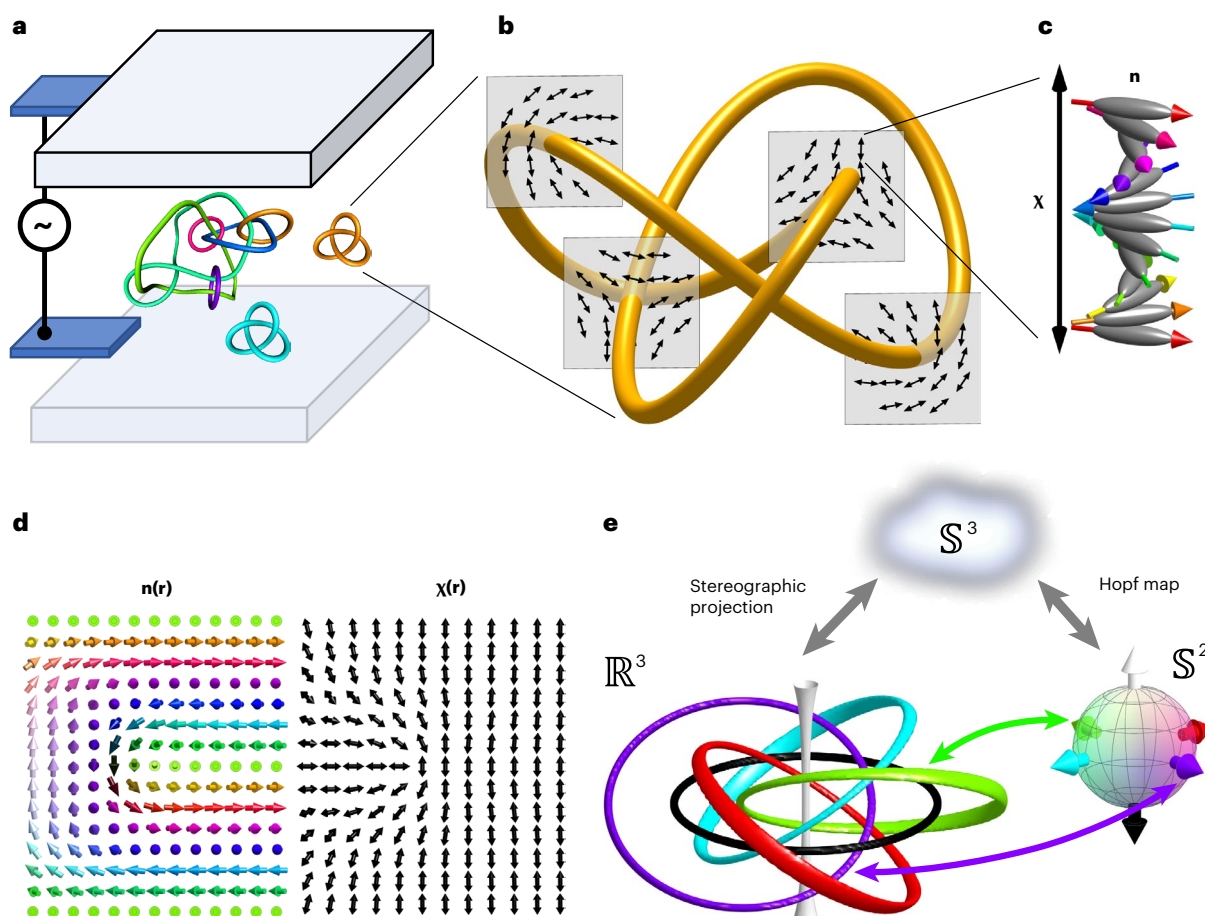 a
b
c
n
~
χ
d
n(r)
χ(r)
e
𝕊³
Stereographic
projection
Hopf map
ℝ³
𝕊²